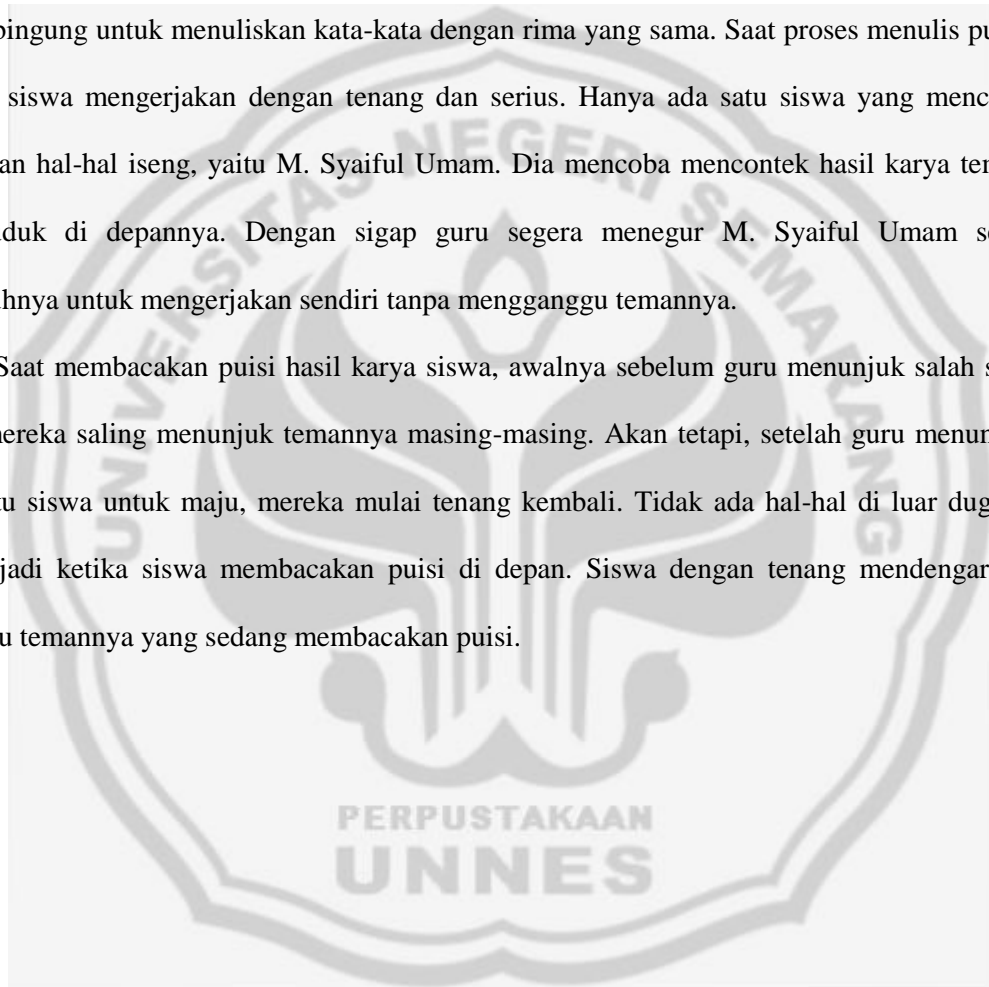 bingung untuk menuliskan kata-kata dengan rima yang sama. Saat proses menulis pu
siswa mengerjakan dengan tenang dan serius. Hanya ada satu siswa yang menc
an hal-hal iseng, yaitu M. Syaiful Umam. Dia mencoba mencontek hasil karya ter
duk di depannya. Dengan sigap guru segera menegur M. Syaiful Umam se
hnya untuk mengerjakan sendiri tanpa mengganggu temannya.
Saat membacakan puisi hasil karya siswa, awalnya sebelum guru menunjuk salah s
mereka saling menunjuk temannya masing-masing. Akan tetapi, setelah guru menun
tu siswa untuk maju, mereka mulai tenang kembali. Tidak ada hal-hal di luar dug
jadi ketika siswa membacakan puisi di depan. Siswa dengan tenang mendengar
u temannya yang sedang membacakan puisi.
UNIVERSITAS NEGERI SEMARANG
PERPUSTAKAAN
UNNES